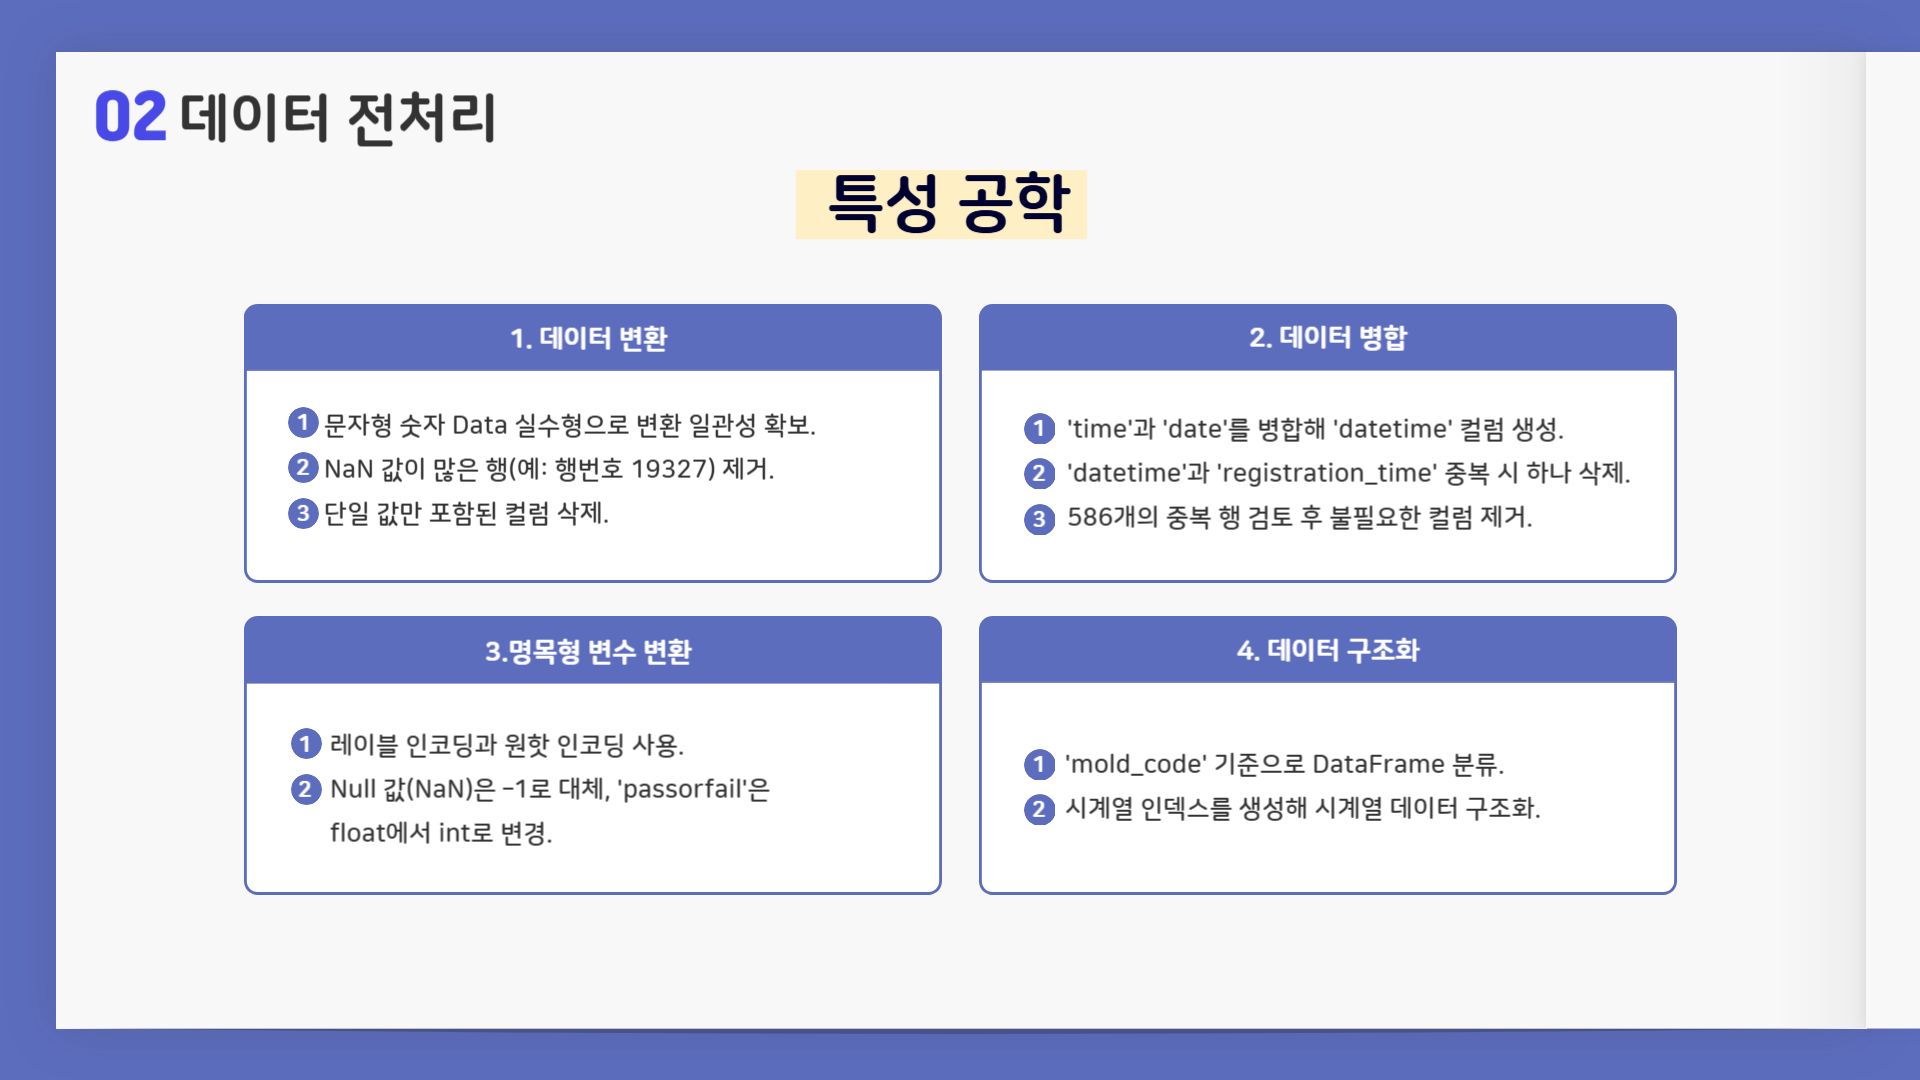 02 데이터 전처리
특성 공학
1. 데이터 변환
1 문자형 숫자 Data 실수형으로 변환 일관성 확보.
2 NaN 값이 많은 행(예: 행번호 19327) 제거.
3 단일 값만 포함된 컬럼 삭제.
2. 데이터 병합
1 'time'과 'date'를 병합해 'datetime' 컬럼 생성.
2 'datetime'과 'registration_time' 중복 시 하나 삭제.
3 586개의 중복 행 검토 후 불필요한 컬럼 제거.
3.명목형 변수 변환
1 레이블 인코딩과 원핫 인코딩 사용.
2 Null 값(NaN)은 -1로 대체, 'passorfail'은
float에서 int로 변경.
4. 데이터 구조화
1 'mold_code' 기준으로 DataFrame 분류.
2 시계열 인덱스를 생성해 시계열 데이터 구조화.